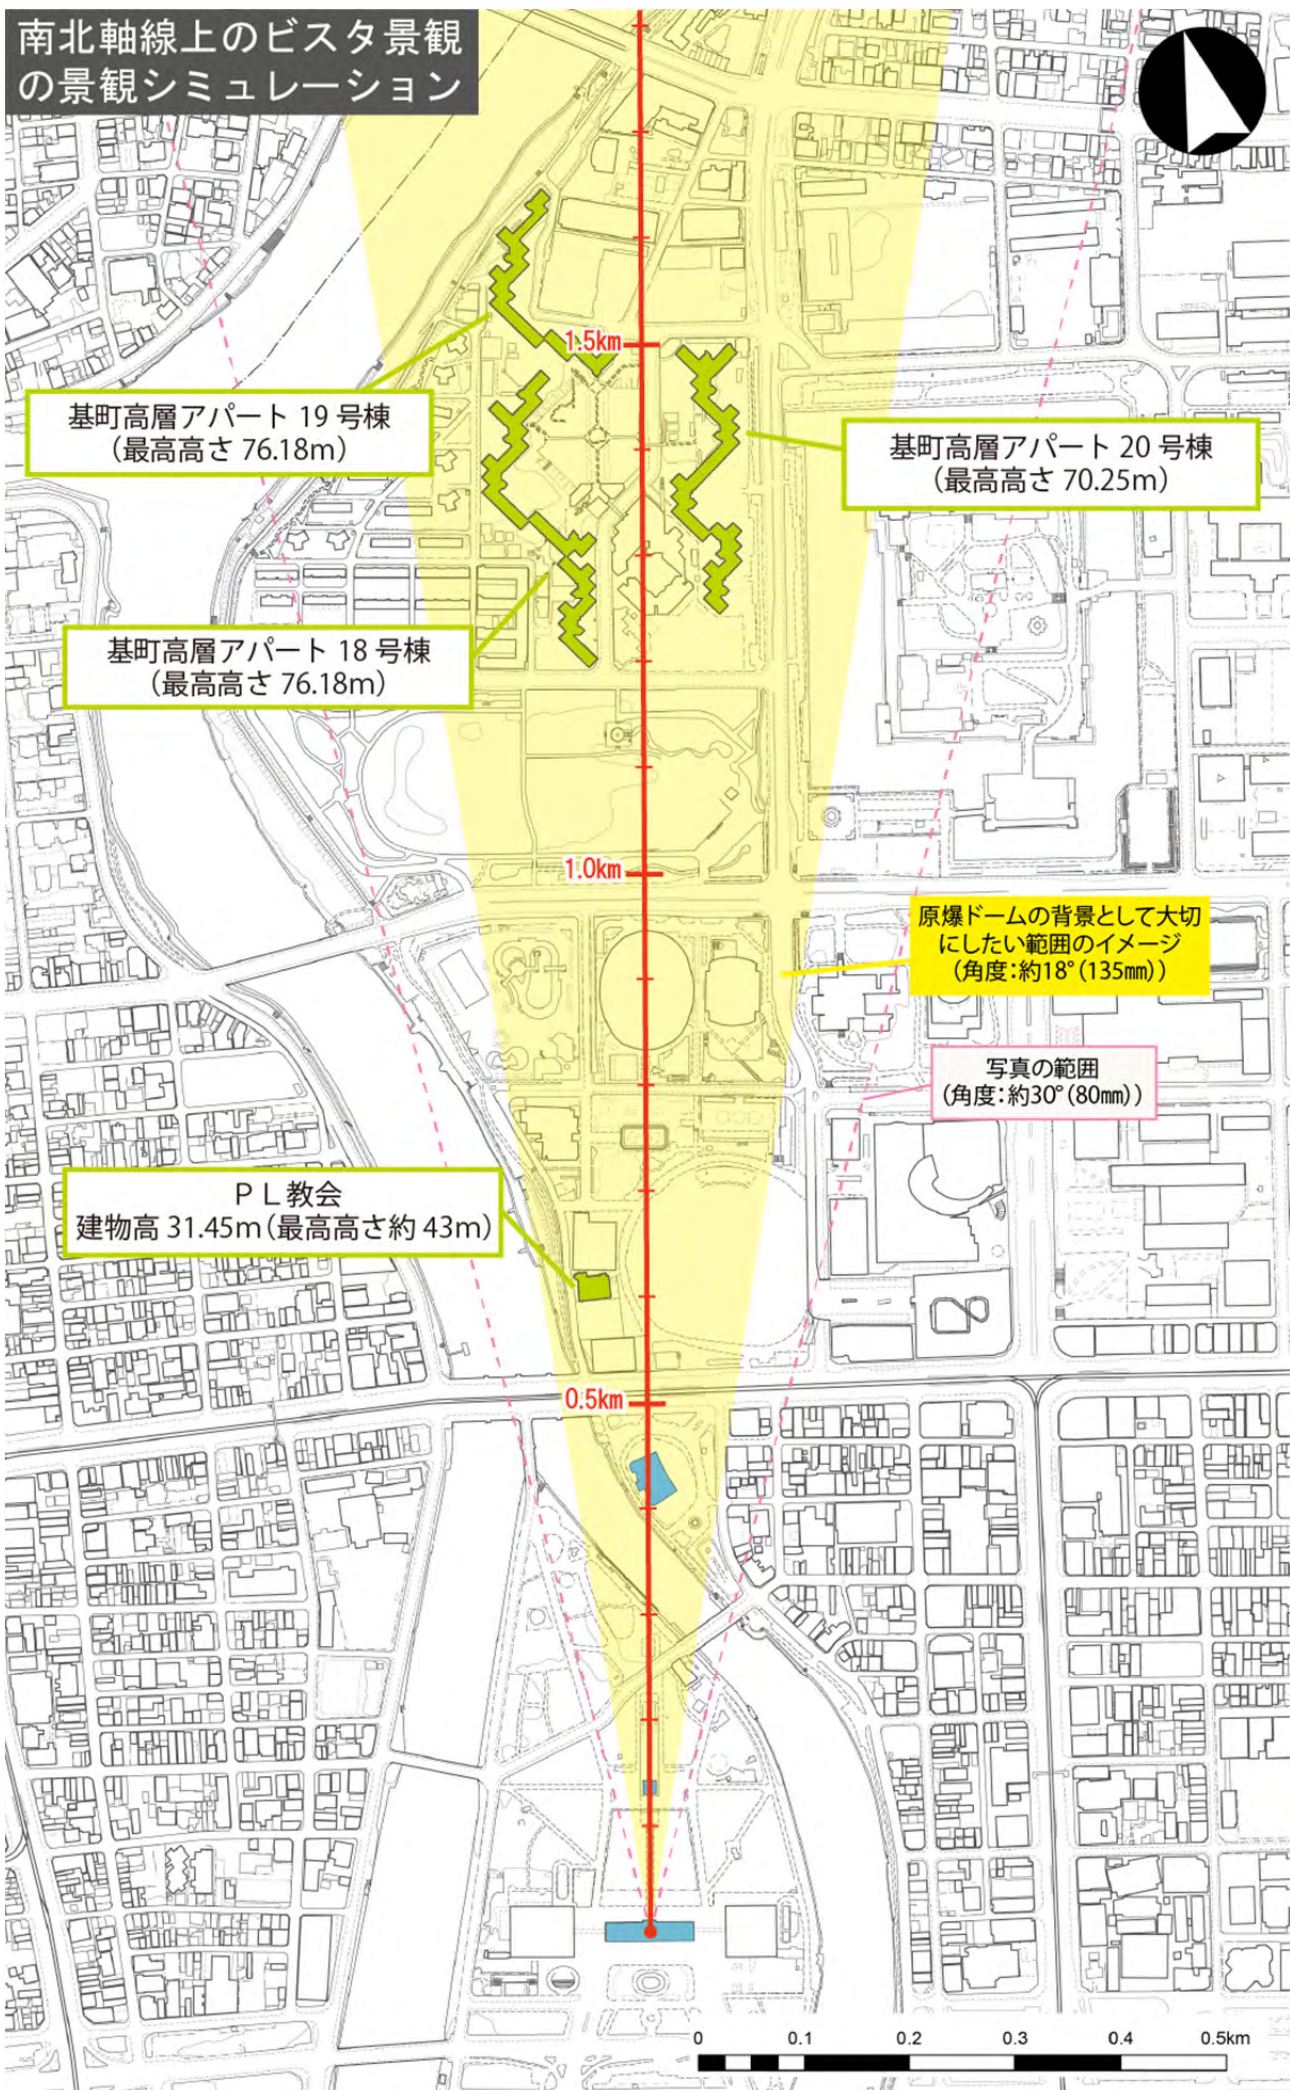 南北軸線上のビスタ景観
の景観シミュレーション
1.5km
基町高層アパート 19 号棟
(最高高さ 76.18m)
基町高層アパート 20 号棟
(最高高さ 70.25m)
基町高層アパート 18 号棟
(最高高さ 76.18m)
1.0km
原爆ドームの背景として大切
にしたい範囲のイメージ
(角度:約18°(135㎜))
写真の範囲
(角度:約30°(80㎜))
ＰＬ教会
建物高 31.45m(最高高さ約 43m)
0.5km
0 0.1 0.2 0.3 0.4 0.5km